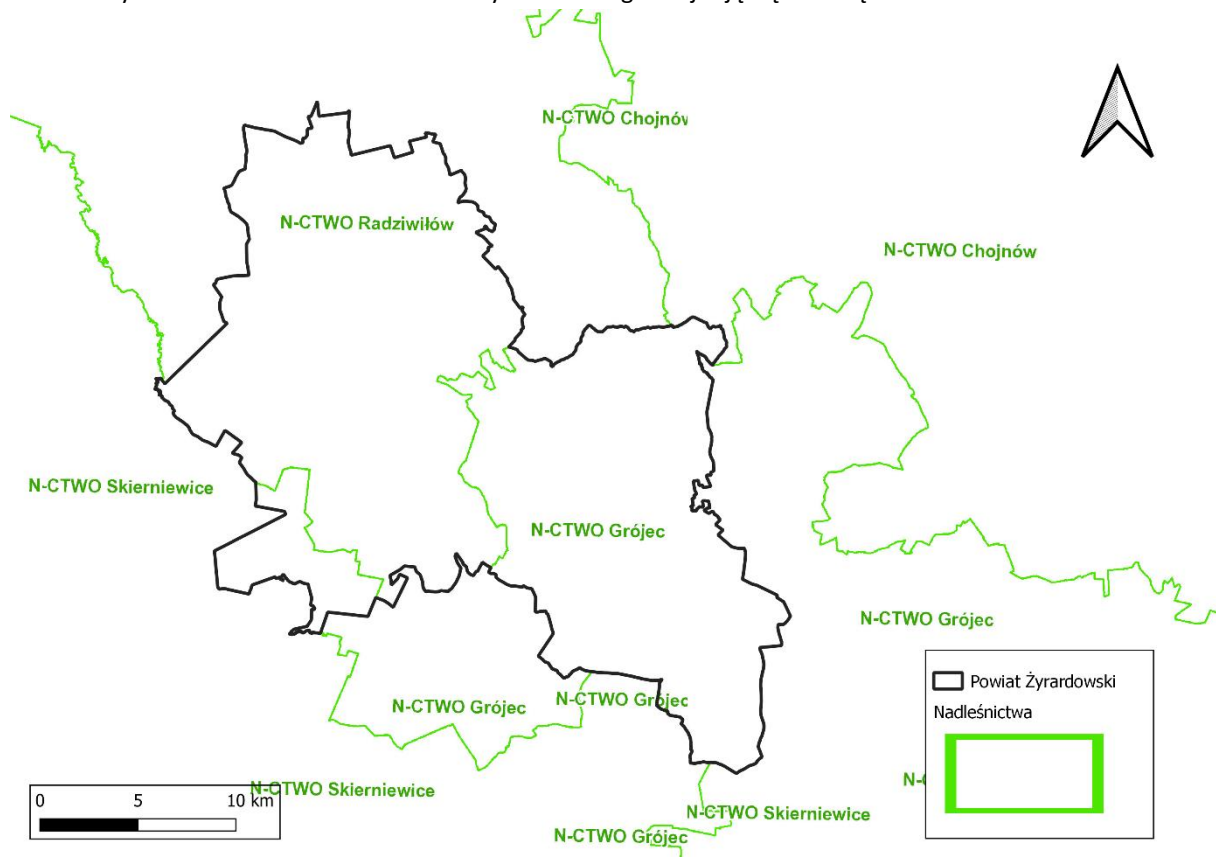 N-CTWO Chojnów
N-CTWO Radziwiłłów
N-CTWO Chojnów
N-CTWO Skierniewice
N-CTWO Grójec
N-CTWO Grójec
N-CTWO Grójec
N-CTWO Grójec
Powiat Żyrardowski
Nadleśnictwa
N-CTWO Skierniewice
N-CTWO Skierniewice
N-CTWO Grójec
0 5 10 km